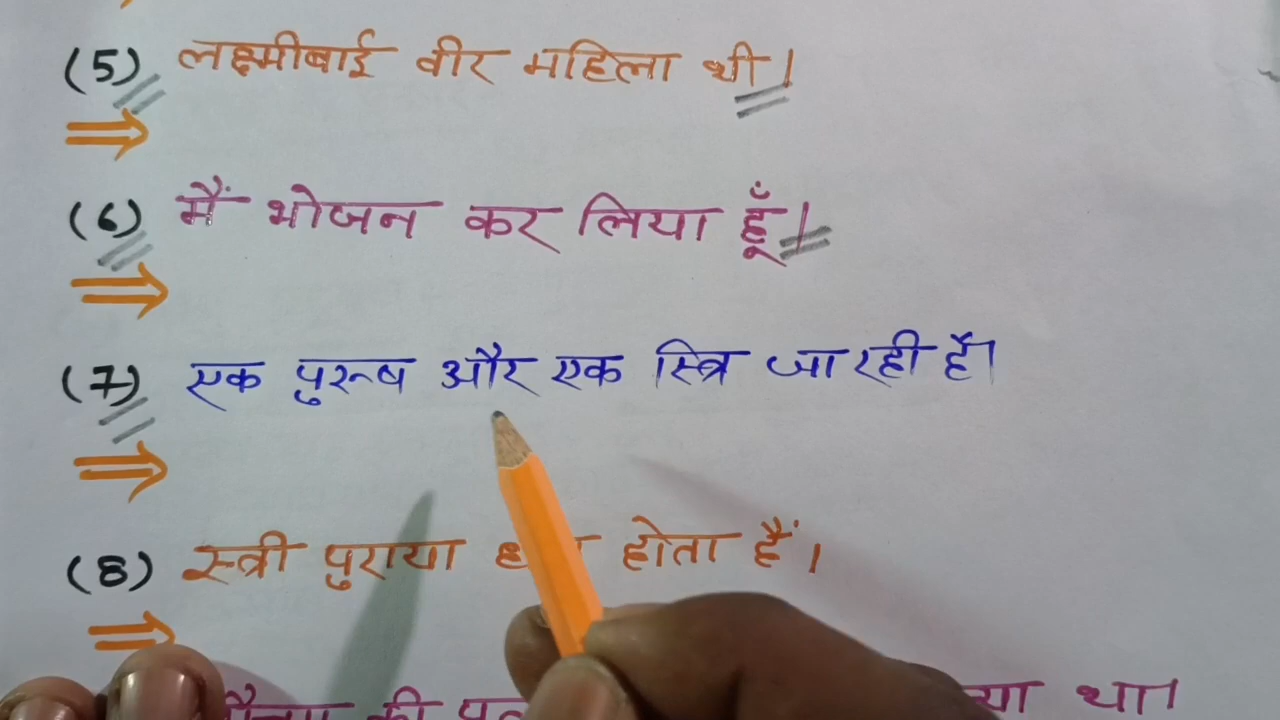 (5) लक्ष्मीबाई वीर महिला थी।
(6) मैं भोजन कर लिया हूँ।
(7) एक पुरूष और एक स्त्रि जा रही है।
(8) स्त्री पुराया होता हैं।
की था।